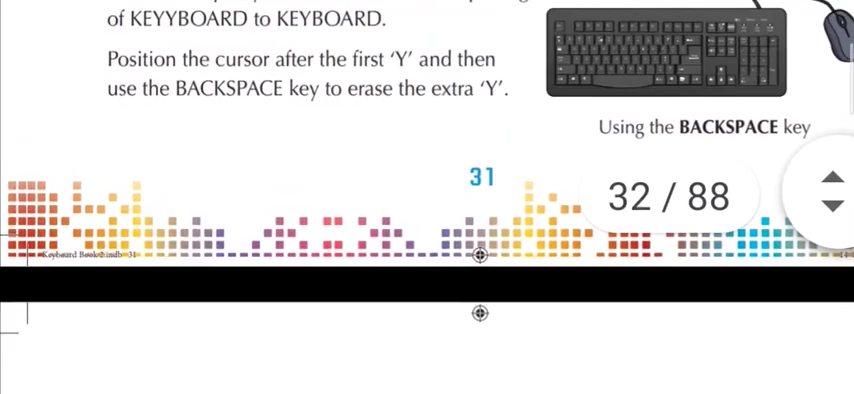 of KEYYBOARD to KEYBOARD.
Position the cursor after the first ‘Y’ and then
use the BACKSPACE key to erase the extra ‘Y’.
Using the BACKSPACE key
31
32 / 88
Keyboard Book 2.indb 31